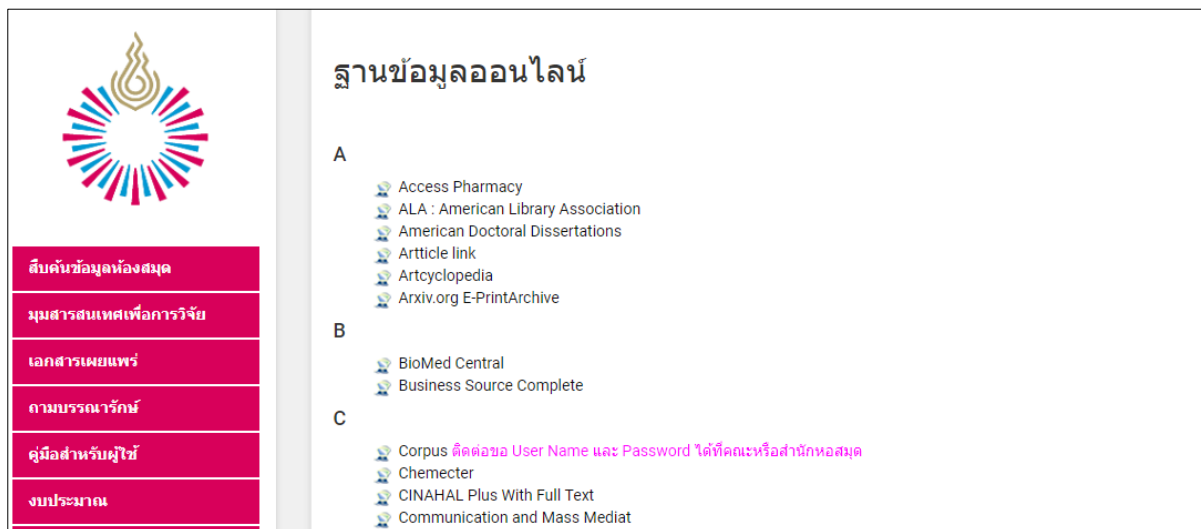 ฐานข้อมูลออนไลน์
A
Access Pharmacy
ALA : American Library Association
American Doctoral Dissertations
Artticle link
Artcyclopedia
Arxiv.org E-PrintArchive
B
BioMed Central
Business Source Complete
C
Corpus ติดต่อขอ User Name และ Password ได้ที่คณะหรือสำนักหอสมุด
Chemecter
CINAHAL Plus With Full Text
Communication and Mass Mediat
สืบค้นข้อมูลห้องสมุด
มุมสารสนเทศเพื่อการวิจัย
เอกสารเผยแพร่
ถามบรรณารักษ์
คู่มือสำหรับผู้ใช้
งบประมาณ